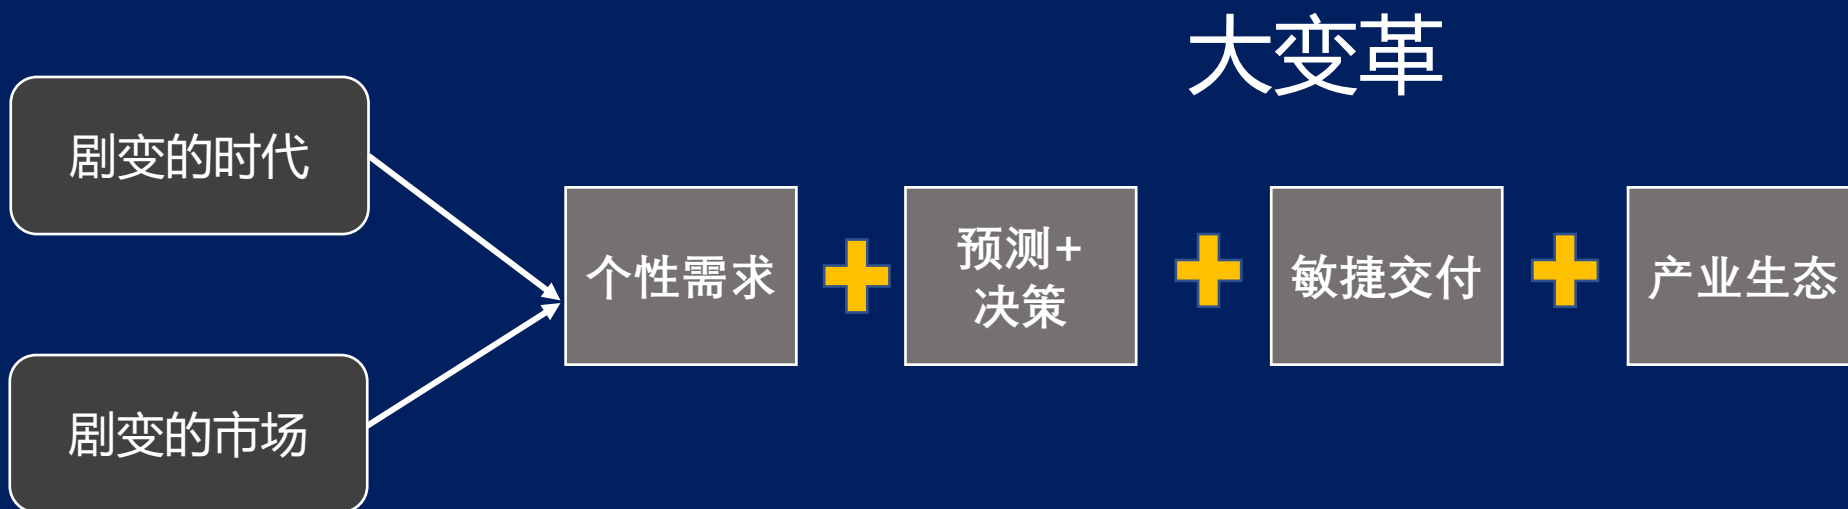 大变革
剧变的时代
剧变的市场
个性需求
预测+
决策
敏捷交付
产业生态